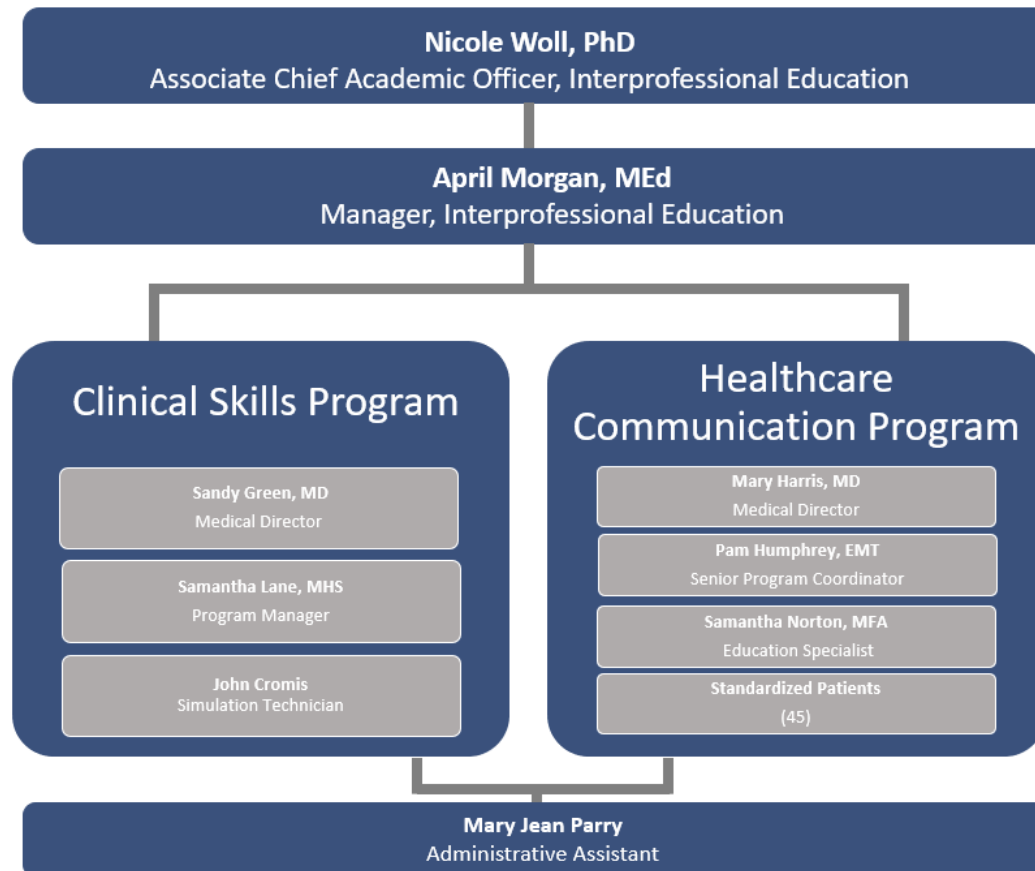 Nicole Woll, PhD
Associate Chief Academic Officer, Interprofessional Education
April Morgan, MEd
Manager, Interprofessional Education
Clinical Skills Program
Sandy Green, MD
Medical Director
Samantha Lane, MHS
Program Manager
John Cromis
Simulation Technician
Healthcare
Communication Program
Mary Harris, MD
Medical Director
Pam Humphrey, EMT
Senior Program Coordinator
Samantha Norton, MFA
Education Specialist
Standardized Patients
(45)
Mary Jean Parry
Administrative Assistant